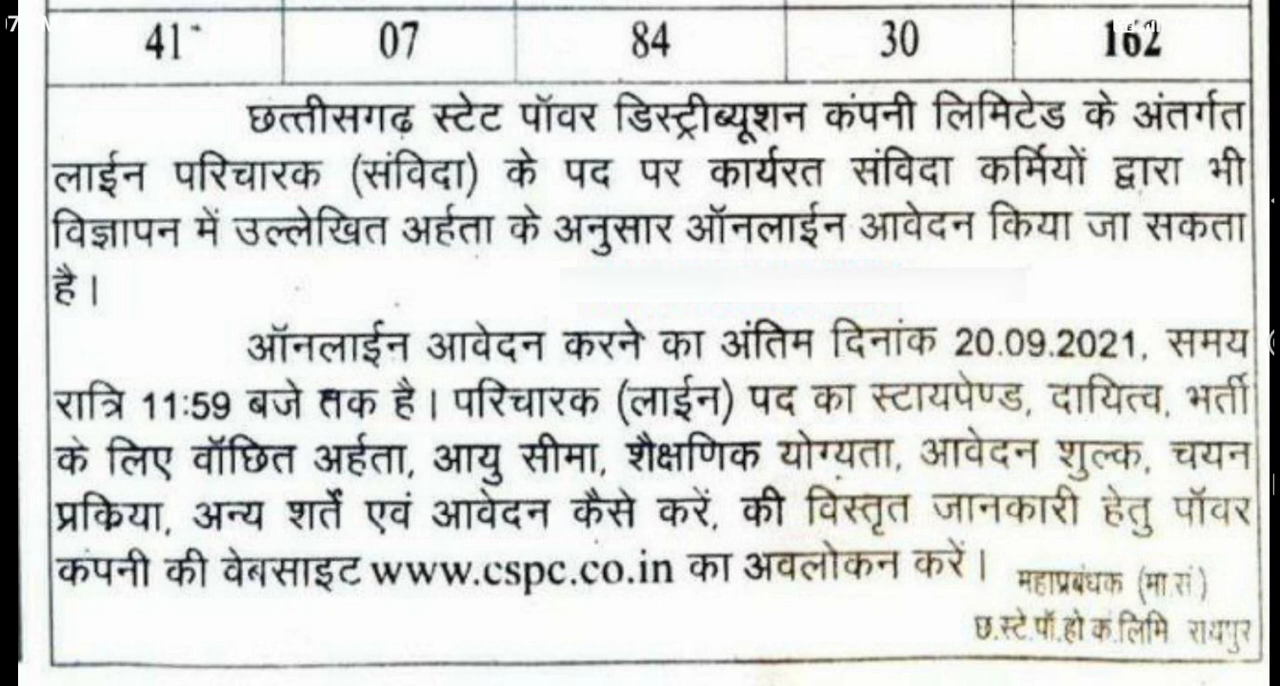 41 07 84 30 162
छत्तीसगढ़ स्टेट पॉवर डिस्ट्रीब्यूशन कंपनी लिमिटेड के अंतर्गत
लाईन परिचारक (संविदा) के पद पर कार्यरत संविदा कर्मियों द्वारा भी
विज्ञापन में उल्लेखित अर्हता के अनुसार ऑनलाईन आवेदन किया जा सकता
है।
ऑनलाईन आवेदन करने का अंतिम दिनांक 20.09.2021, समय
रात्रि 11:59 बजे तक है। परिचारक (लाईन) पद का स्टायपेण्ड, दायित्व, भर्ती
के लिए वॉछित अर्हता, आयु सीमा, शैक्षणिक योग्यता, आवेदन शुल्क, चयन
प्रकिया, अन्य शर्ते एवं आवेदन कैसे करें, की विस्तृत जानकारी हेतु पॉवर
कंपनी की वेबसाइट www.cspc.co.in का अवलोकन करें।
महाप्रबंधक (मा.सं.)
छ.स्टे.पॉ.हो.कं.लिमि. रायपुर